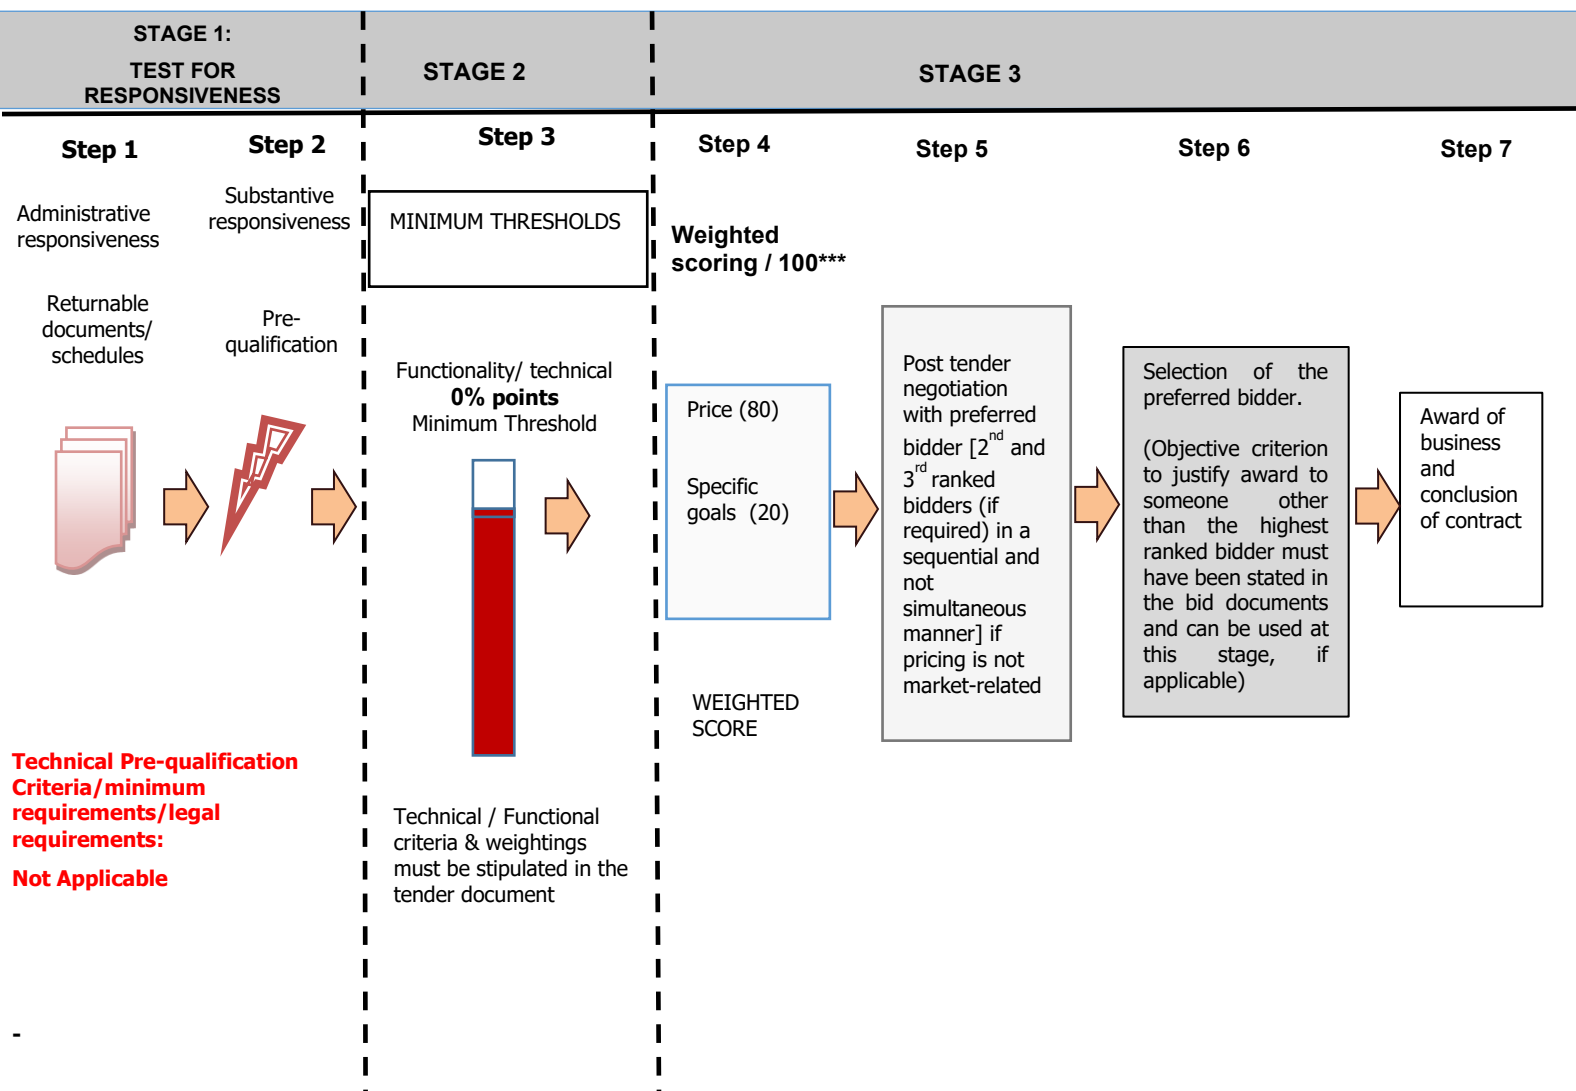 STAGE 1:
TEST FOR
RESPONSIVENESS
STAGE 2
STAGE 3
Step 1
Step 2
Step 3
Step 4
Step 5
Step 6
Step 7
Administrative
responsiveness
Substantive
responsiveness
MINIMUM THRESHOLDS
Weighted
scoring / 100***
Returnable
documents/
schedules
Pre-
qualification
Functionality/ technical
0% points
Minimum Threshold
Price (80)
Specific
goals (20)
Post tender
negotiation
with preferred
bidder [2nd and
3rd ranked
bidders (if
required) in a
sequential and
not
simultaneous
manner] if
pricing is not
market-related
Selection of the
preferred bidder.
(Objective criterion
to justify award to
someone other
than the highest
ranked bidder must
have been stated in
the bid documents
and can be used at
this stage, if
applicable)
Award of
business
and
conclusion
of contract
WEIGHTED
SCORE
Technical Pre-qualification
Criteria/minimum
requirements/legal
requirements:
Not Applicable
Technical / Functional
criteria & weightings
must be stipulated in the
tender document
-